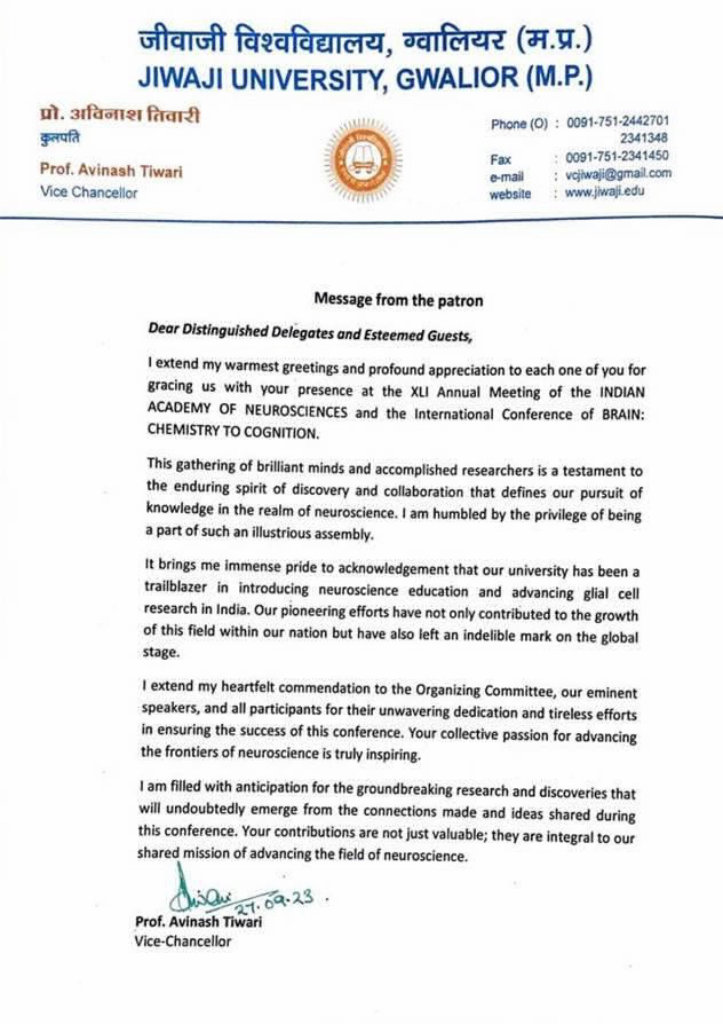 जीवाजी विश्वविद्यालय, ग्वालियर (म.प्र.)
JIWAJI UNIVERSITY, GWALIOR (M.P.)
प्रो. अविनाश तिवारी
कुलपति
Prof. Avinash Tiwari
Vice Chancellor
Phone (O) : 0091-751-2442701
2341348
Fax : 0091-751-2341450
e-mail : vcjiwaji@gmail.com
website : www.jiwaji.edu
Message from the patron
Dear Distinguished Delegates and Esteemed Guests,
I extend my warmest greetings and profound appreciation to each one of you for
gracing us with your presence at the XLI Annual Meeting of the INDIAN
ACADEMY OF NEUROSCIENCES and the International Conference of BRAIN:
CHEMISTRY TO COGNITION.
This gathering of brilliant minds and accomplished researchers is a testament to
the enduring spirit of discovery and collaboration that defines our pursuit of
knowledge in the realm of neuroscience. I am humbled by the privilege of being
a part of such an illustrious assembly.
It brings me immense pride to acknowledgement that our university has been a
trailblazer in introducing neuroscience education and advancing glial cell
research in India. Our pioneering efforts have not only contributed to the growth
of this field within our nation but have also left an indelible mark on the global
stage.
I extend my heartfelt commendation to the Organizing Committee, our eminent
speakers, and all participants for their unwavering dedication and tireless efforts
in ensuring the success of this conference. Your collective passion for advancing
the frontiers of neuroscience is truly inspiring.
I am filled with anticipation for the groundbreaking research and discoveries that
will undoubtedly emerge from the connections made and ideas shared during
this conference. Your contributions are not just valuable; they are integral to our
shared mission of advancing the field of neuroscience.
27.09.23.
Prof. Avinash Tiwari
Vice-Chancellor